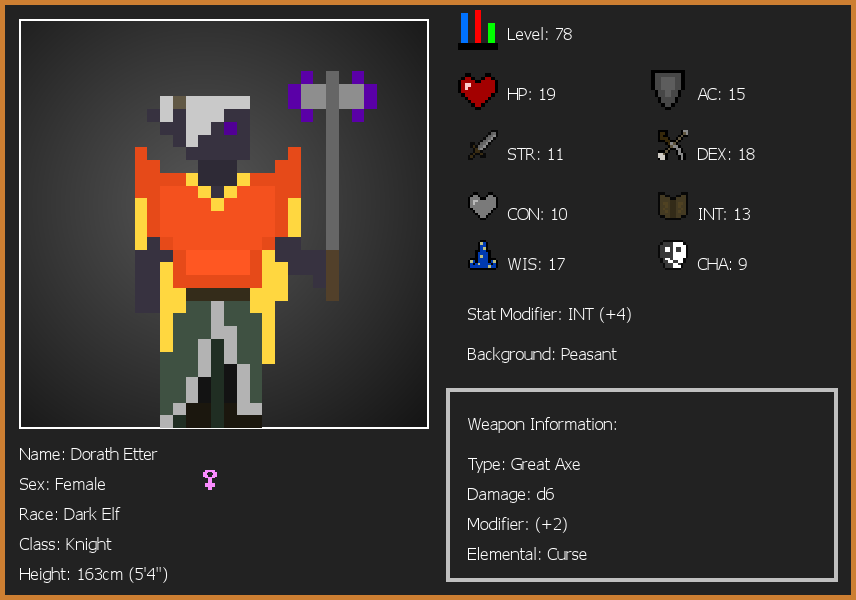 Level: 78
HP: 19
AC: 15
STR: 11
DEX: 18
CON: 10
INT: 13
WIS: 17
CHA: 9
Stat Modifier: INT (+4)
Background: Peasant
Weapon Information:
Type: Great Axe
Damage: d6
Modifier: (+2)
Elemental: Curse
Name: Dorath Etter
Sex: Female
Race: Dark Elf
Class: Knight
Height: 163cm (5'4")